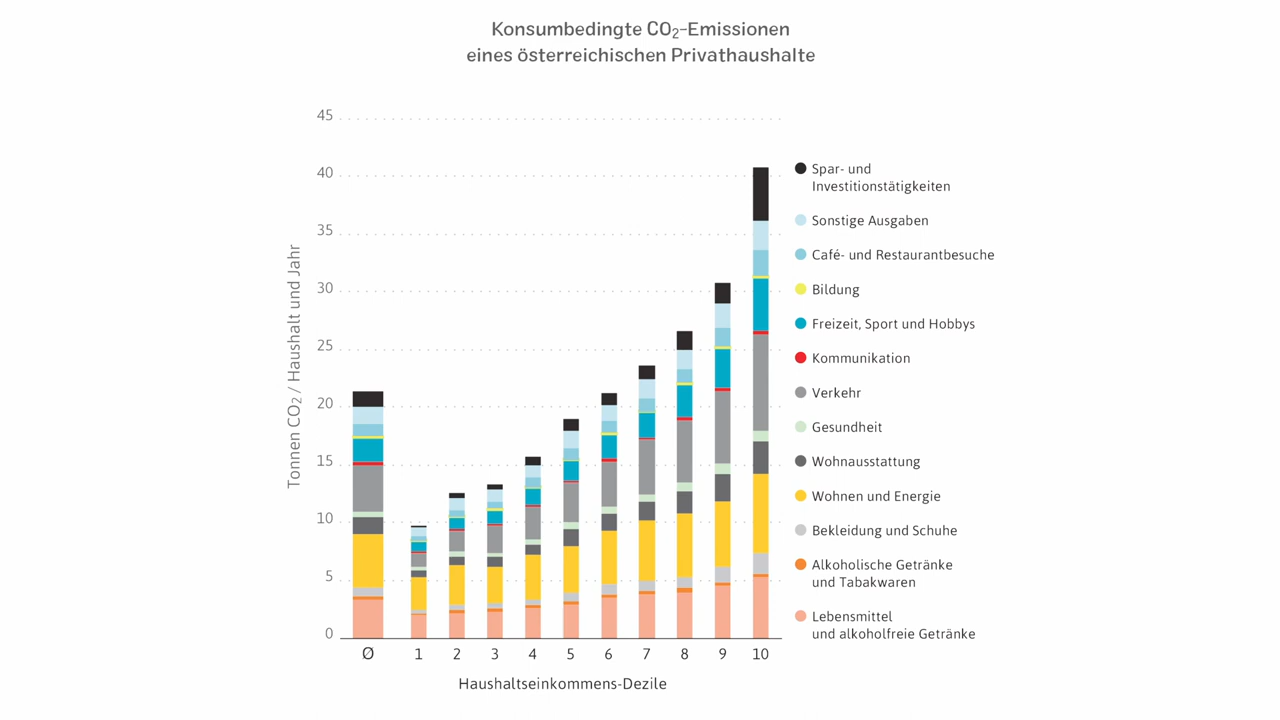 Konsumbedingte CO₂-Emissionen
eines österreichischen Privathaushalte
Tonnen CO₂ / Haushalt und Jahr
45
40
35
30
25
20
15
10
5
0
Ø 1 2 3 4 5 6 7 8 9 10
Haushaltseinkommens-Dezile
Spar- und
Investitionstätigkeiten
Sonstige Ausgaben
Café- und Restaurantbesuche
Bildung
Freizeit, Sport und Hobbys
Kommunikation
Verkehr
Gesundheit
Wohnausstattung
Wohnen und Energie
Bekleidung und Schuhe
Alkoholische Getränke
und Tabakwaren
Lebensmittel
und alkoholfreie Getränke